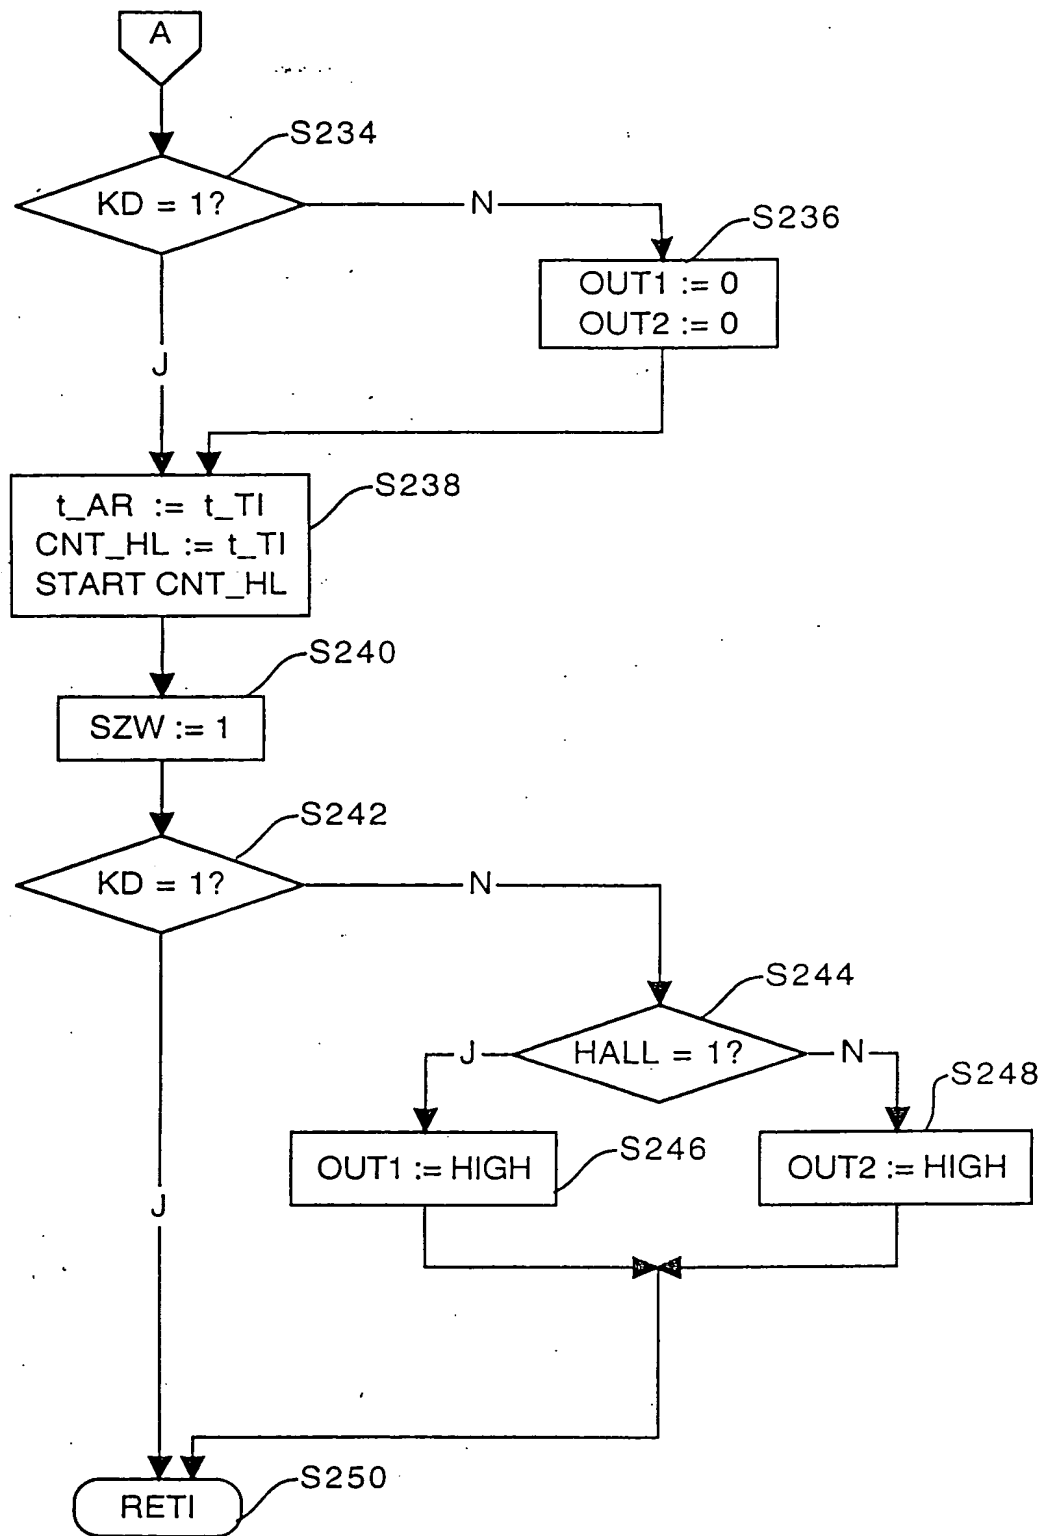 A
S234
KD = 1?
N
S236
OUT1 := 0
OUT2 := 0
J
S238
t_AR := t_TI
CNT_HL := t_TI
START CNT_HL
S240
SZW := 1
S242
KD = 1?
N
S244
HALL = 1?
J
N
S248
S246
OUT1 := HIGH
OUT2 := HIGH
J
S250
RETI